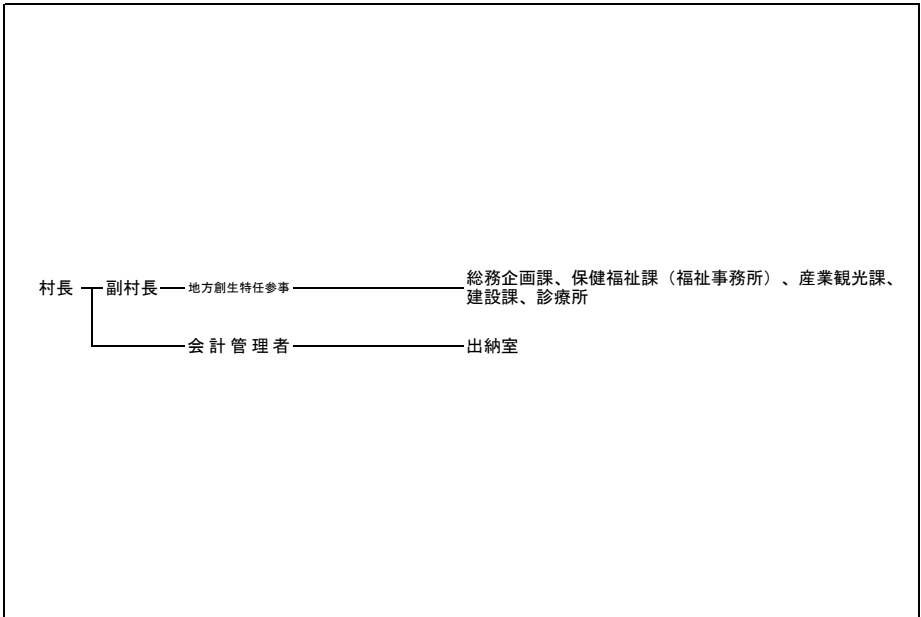 村長
副村長
地方創生特任参事
総務企画課、保健福祉課（福祉事務所）、産業観光課、
建設課、診療所
会計管理者
出納室